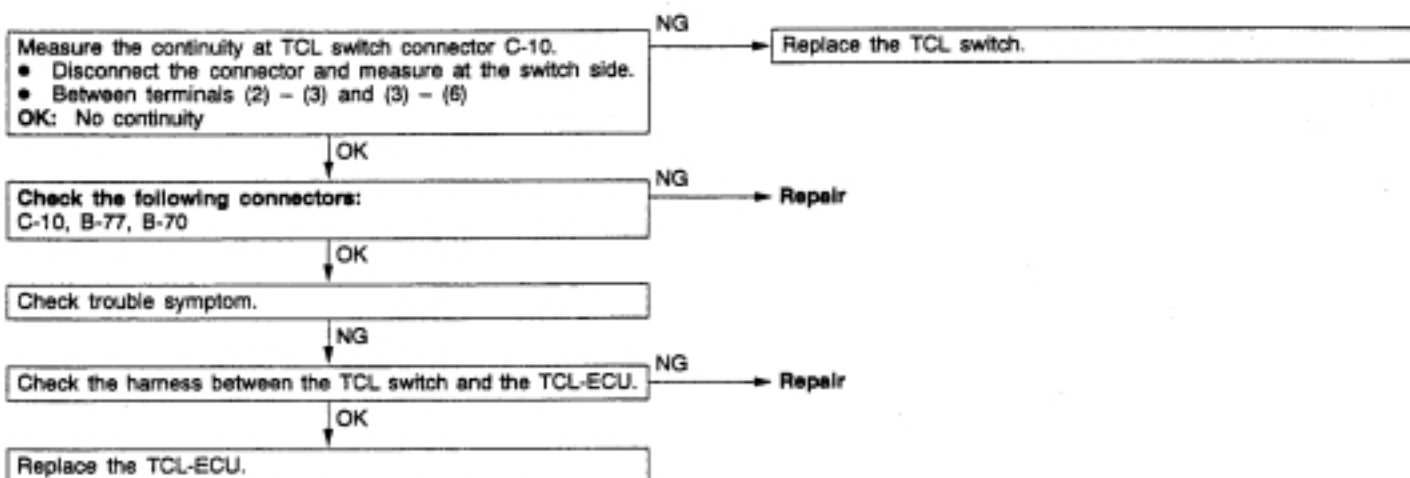 NG
Measure the continuity at TCL switch connector C-10.
● Disconnect the connector and measure at the switch side.
● Between terminals (2) – (3) and (3) – (6)
OK: No continuity
Replace the TCL switch.
OK
NG
Check the following connectors:
C-10, B-77, B-70
Repair
OK
Check trouble symptom.
NG
NG
Check the harness between the TCL switch and the TCL-ECU.
Repair
OK
Replace the TCL-ECU.